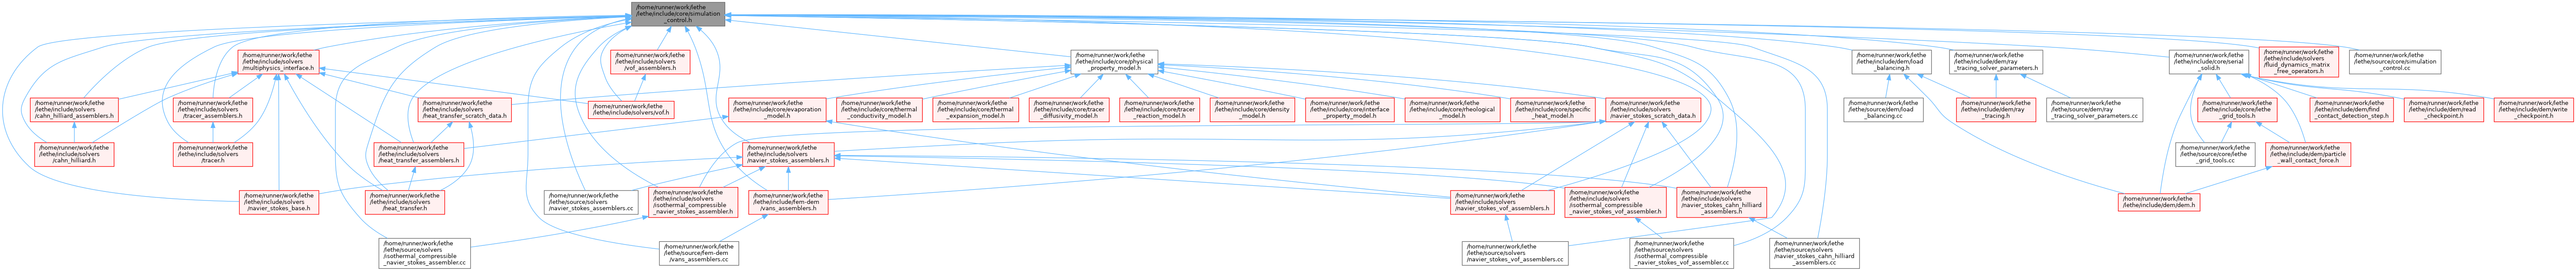 /home/runner/work/lethe
/lethe/include/core/simulation
_control.h
/home/runner/work/lethe
/lethe/include/solvers
/multiphysics_interface.h
/home/runner/work/lethe
/lethe/include/solvers
/vof_assemblers.h
/home/runner/work/lethe
/lethe/include/core/physical
_property_model.h
/home/runner/work/lethe
/lethe/include/dem/load
_balancing.h
/home/runner/work/lethe
/lethe/include/dem/ray
_tracing_solver_parameters.h
/home/runner/work/lethe
/lethe/include/core/serial
_solid.h
/home/runner/work/lethe
/lethe/include/solvers
/fluid_dynamics_matrix
_free_operators.h
/home/runner/work/lethe
/lethe/source/core/simulation
_control.cc
/home/runner/work/lethe
/lethe/include/solvers
/cahn_hilliard_assemblers.h
/home/runner/work/lethe
/lethe/include/solvers
/tracer_assemblers.h
/home/runner/work/lethe
/lethe/include/solvers
/heat_transfer_scratch_data.h
/home/runner/work/lethe
/lethe/include/solvers/vof.h
/home/runner/work/lethe
/lethe/include/core/evaporation
_model.h
/home/runner/work/lethe
/lethe/include/core/thermal
_conductivity_model.h
/home/runner/work/lethe
/lethe/include/core/thermal
_expansion_model.h
/home/runner/work/lethe
/lethe/include/core/tracer
_diffusivity_model.h
/home/runner/work/lethe
/lethe/include/core/tracer
_reaction_model.h
/home/runner/work/lethe
/lethe/include/core/density
_model.h
/home/runner/work/lethe
/lethe/include/core/interface
_property_model.h
/home/runner/work/lethe
/lethe/include/core/rheological
_model.h
/home/runner/work/lethe
/lethe/include/core/specific
_heat_model.h
/home/runner/work/lethe
/lethe/include/solvers
/navier_stokes_scratch_data.h
/home/runner/work/lethe
/lethe/source/dem/load
_balancing.cc
/home/runner/work/lethe
/lethe/include/dem/ray
_tracing.h
/home/runner/work/lethe
/lethe/source/dem/ray
_tracing_solver_parameters.cc
/home/runner/work/lethe
/lethe/include/core/lethe
_grid_tools.h
/home/runner/work/lethe
/lethe/include/dem/find
_contact_detection_step.h
/home/runner/work/lethe
/lethe/include/dem/read
_checkpoint.h
/home/runner/work/lethe
/lethe/include/dem/write
_checkpoint.h
/home/runner/work/lethe
/lethe/include/solvers
/cahn_hilliard.h
/home/runner/work/lethe
/lethe/include/solvers
/tracer.h
/home/runner/work/lethe
/lethe/include/solvers
/heat_transfer_assemblers.h
/home/runner/work/lethe
/lethe/include/solvers
/navier_stokes_assemblers.h
/home/runner/work/lethe
/lethe/source/core/lethe
_grid_tools.cc
/home/runner/work/lethe
/lethe/include/dem/particle
_wall_contact_force.h
/home/runner/work/lethe
/lethe/include/solvers
/navier_stokes_base.h
/home/runner/work/lethe
/lethe/include/solvers
/heat_transfer.h
/home/runner/work/lethe
/lethe/source/solvers
/navier_stokes_assemblers.cc
/home/runner/work/lethe
/lethe/include/solvers
/isothermal_compressible
_navier_stokes_assembler.h
/home/runner/work/lethe
/lethe/include/fem-dem
/vans_assemblers.h
/home/runner/work/lethe
/lethe/include/solvers
/navier_stokes_vof_assemblers.h
/home/runner/work/lethe
/lethe/include/solvers
/isothermal_compressible
_navier_stokes_vof_assembler.h
/home/runner/work/lethe
/lethe/include/solvers
/navier_stokes_cahn_hilliard
_assemblers.h
/home/runner/work/lethe
/lethe/include/dem/dem.h
/home/runner/work/lethe
/lethe/source/solvers
/isothermal_compressible
_navier_stokes_assembler.cc
/home/runner/work/lethe
/lethe/source/fem-dem
/vans_assemblers.cc
/home/runner/work/lethe
/lethe/source/solvers
/navier_stokes_vof_assemblers.cc
/home/runner/work/lethe
/lethe/source/solvers
/isothermal_compressible
_navier_stokes_vof_assembler.cc
/home/runner/work/lethe
/lethe/source/solvers
/navier_stokes_cahn_hilliard
_assemblers.cc